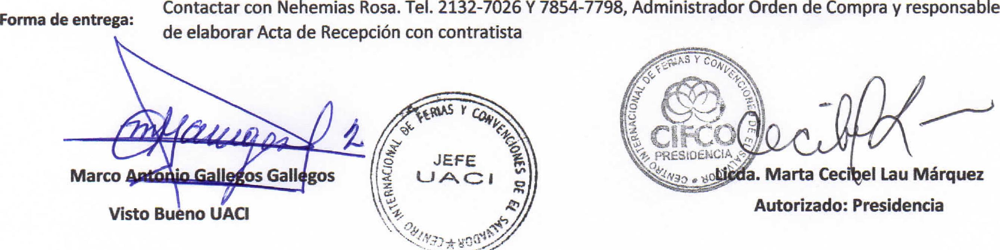 Contactar con Nehemias Rosa. Tel. 2132-7026 Y 7854-7798, Administrador Orden de Compra y responsable
Forma de entrega:
de elaborar Acta de Recepción con contratista
CENTRO INTERNACIONAL DE FERIAS Y CONVENCIONES DE EL SALVADOR
CIFCO
PRESIDENCIA
CENTRO INTERNACIONAL DE FERIAS Y CONVENCIONES DE EL SALVADOR
JEFE
UACI
Marco Antonio Gallegos Gallegos
Licda. Marta Cecibel Lau Márquez
Visto Bueno UACI
Autorizado: Presidencia